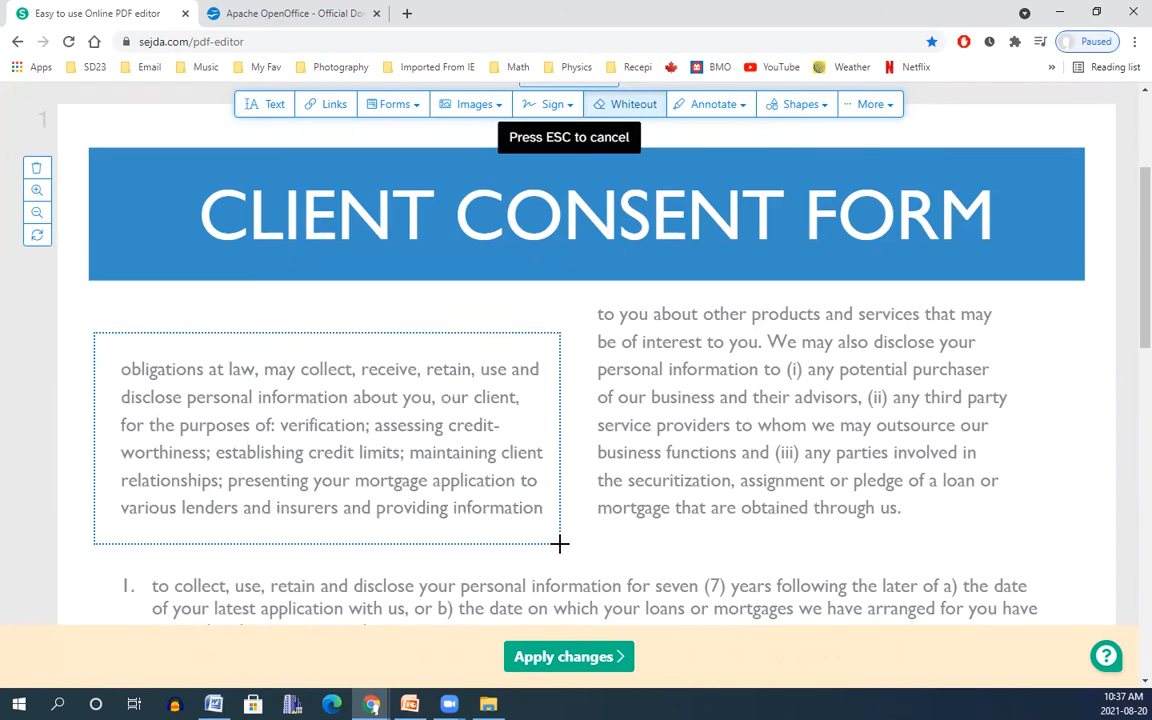 Easy to use Online PDF editor
Apache OpenOffice - Official Do
sejda.com/pdf-editor
Paused
Apps
SD23
Email
Music
My Fav
Photography
Imported From IE
Math
Physics
Recepi
BMO
YouTube
Weather
Netflix
»
Reading list
1
Text
Links
Forms
Images
Sign
Whiteout
Annotate
Shapes
More
Press ESC to cancel
CLIENT CONSENT FORM
obligations at law, may collect, receive, retain, use and
disclose personal information about you, our client,
for the purposes of: verification; assessing credit-
worthiness; establishing credit limits; maintaining client
relationships; presenting your mortgage application to
various lenders and insurers and providing information
to you about other products and services that may
be of interest to you. We may also disclose your
personal information to (i) any potential purchaser
of our business and their advisors, (ii) any third party
service providers to whom we may outsource our
business functions and (iii) any parties involved in
the securitization, assignment or pledge of a loan or
mortgage that are obtained through us.
1. to collect, use, retain and disclose your personal information for seven (7) years following the later of a) the date
of your latest application with us, or b) the date on which your loans or mortgages we have arranged for you have
Apply changes
10:37 AM
2021-08-20